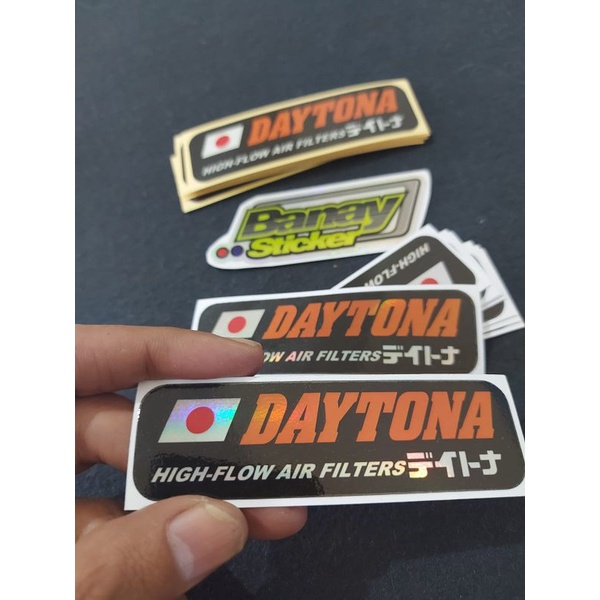 DAYTONA
HIGH-FLOW AIR FILTERSデイトナ
Banay
Sticker
HIGH-FLOW
DAYTONA
OW AIR FILTERSデイトナ
DAYTONA
HIGH-FLOW AIR FILTERSデイトナ